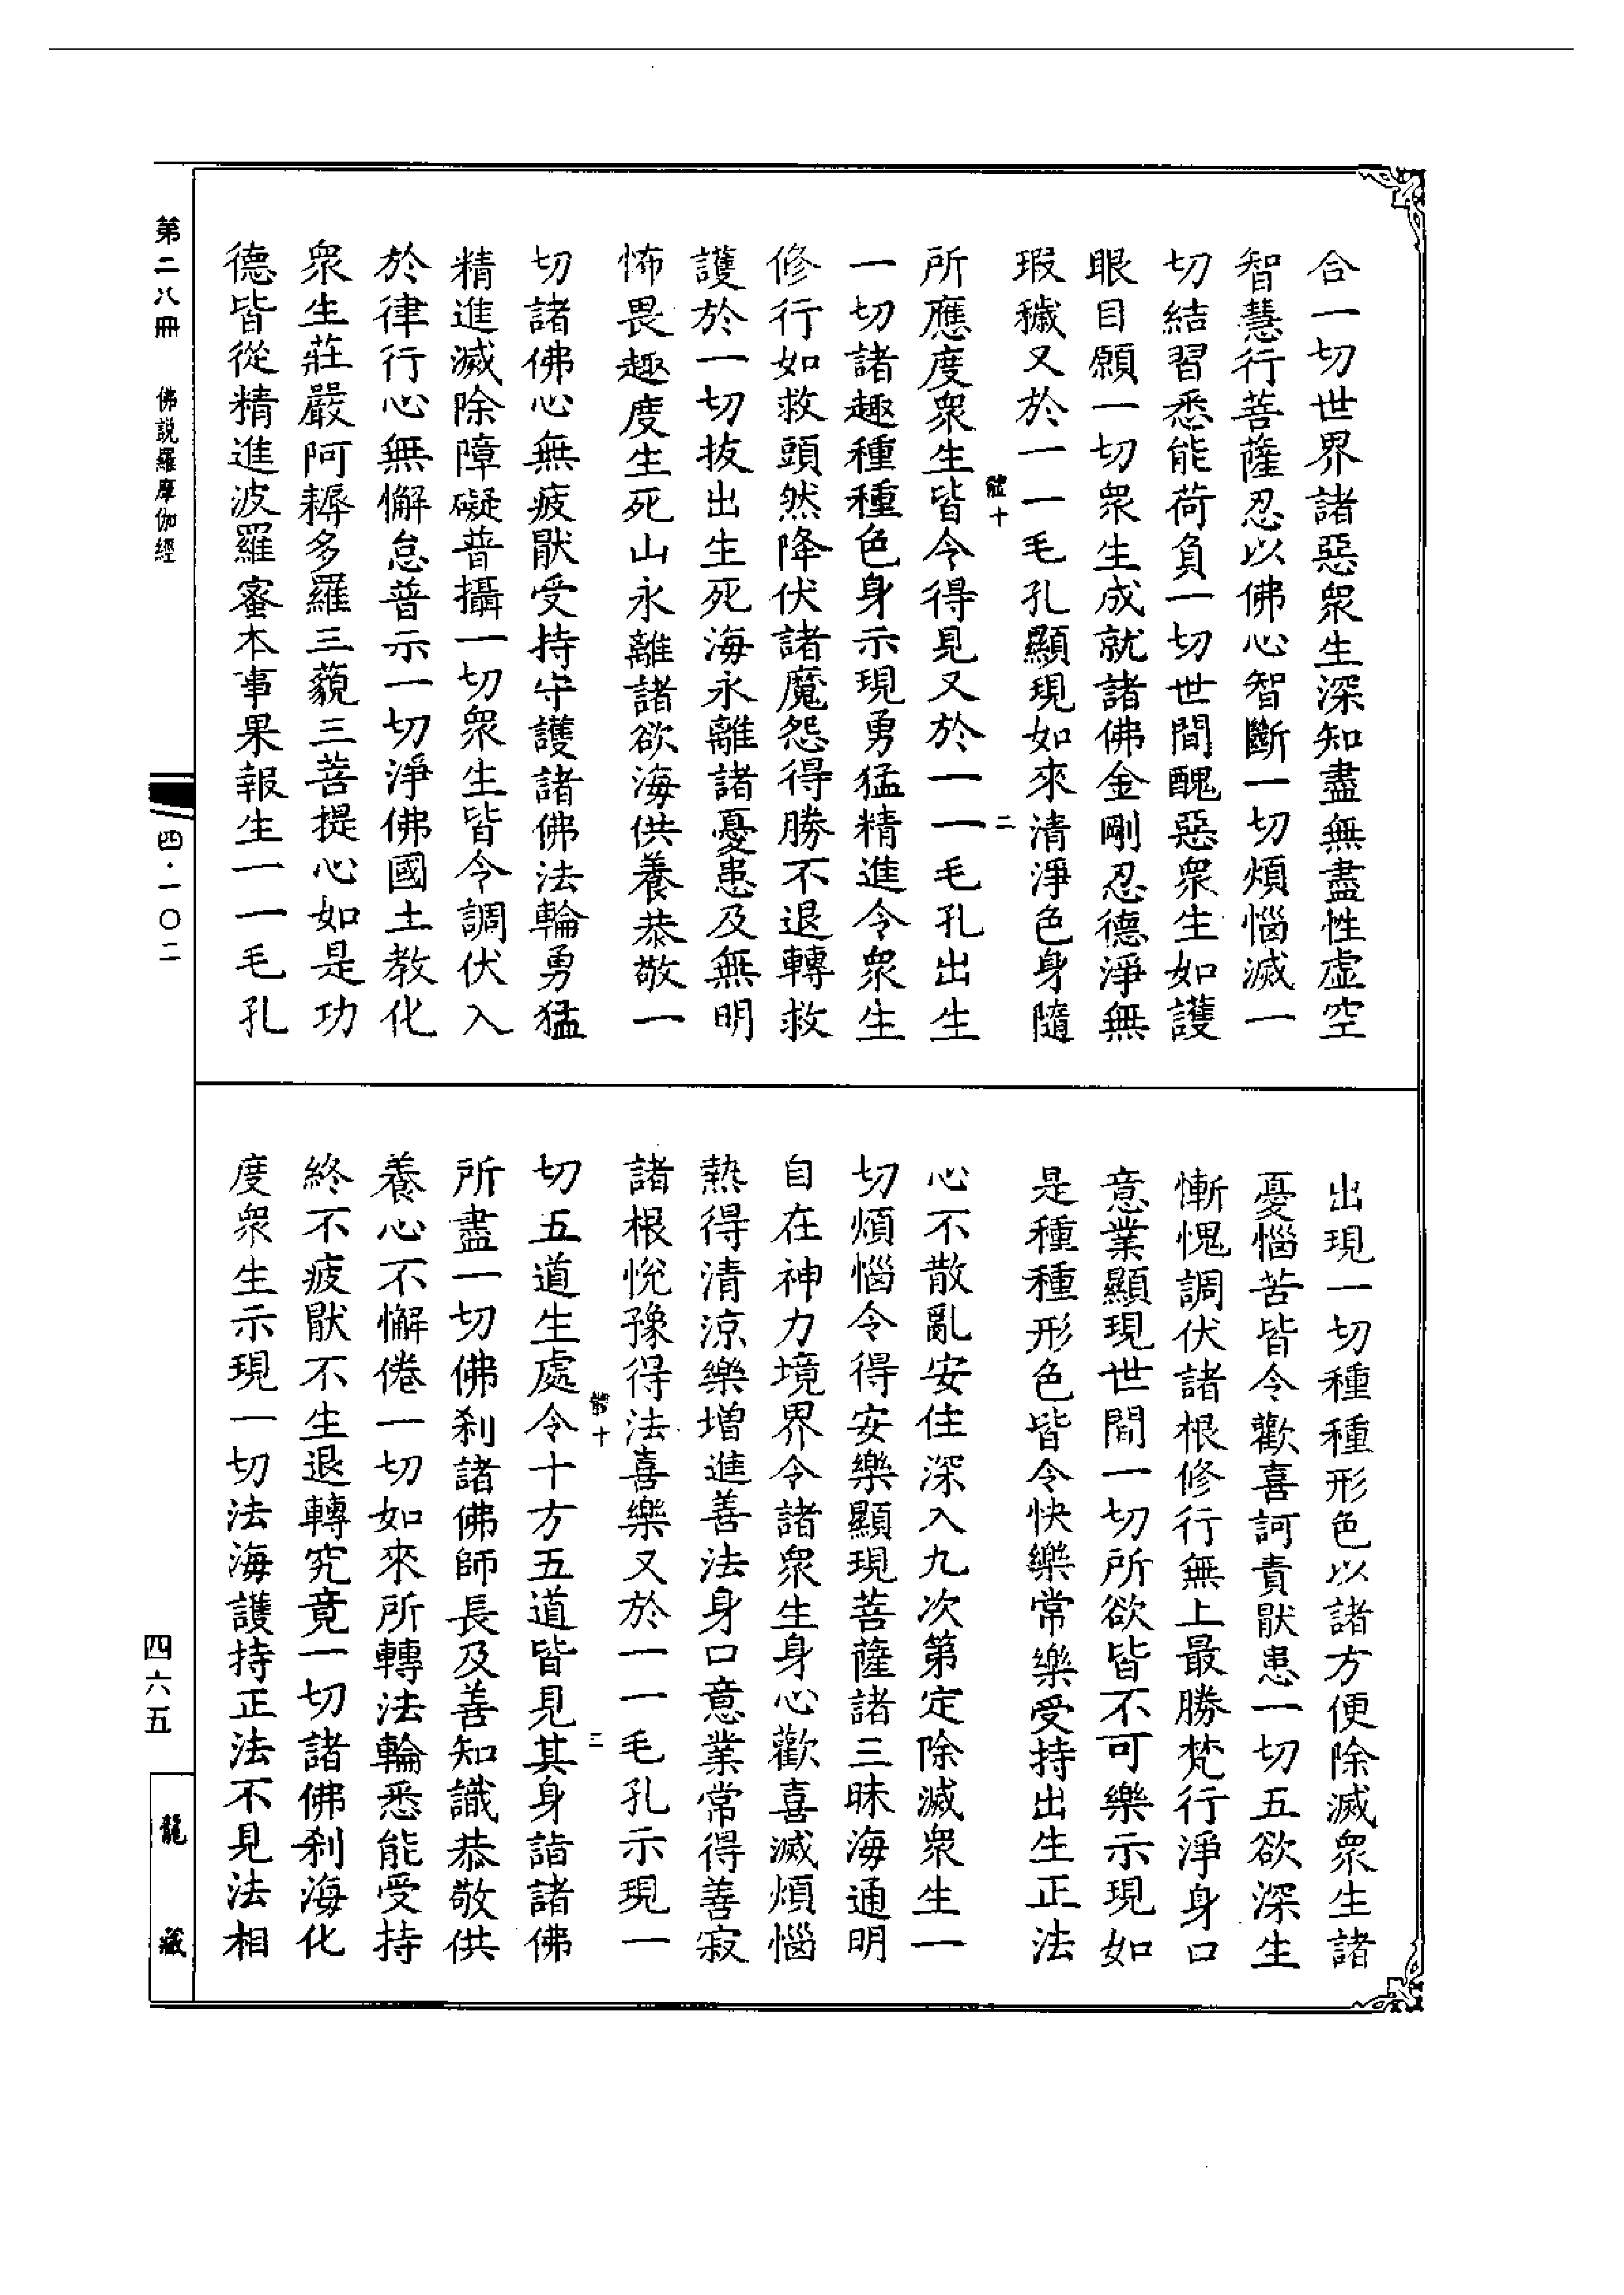 合一切世界諸惡衆生深知盡無盡性虛空
智慧行菩薩忍以佛心智斷一切煩惱滅一
切結習悉能荷負一切世間醜惡衆生如護
眼目願一切衆生成就諸佛金剛忍德淨無
瑕穢又於一一毛孔顯現如來清淨色身隨
體十 二
所應度衆生皆令得見又於一一毛孔出生
一切諸趣種種色身示現勇猛精進令衆生
修行如救頭然降伏諸魔怨得勝不退轉救
護於一切拔出生死海永離諸憂患及無明
怖畏趣度生死山永離諸欲海供養恭敬一
切諸佛心無疲厭受持守護諸佛法輪勇猛
精進滅除障礙普攝一切衆生皆令調伏入
於律行心無懈怠普示一切淨佛國土教化
衆生莊嚴阿耨多羅三藐三菩提心如是功
德皆從精進波羅蜜本事果報生一一毛孔
出現一切種種形色以諸方便除滅衆生諸
憂惱苦皆令歡喜訶責厭患一切五欲深生
慚愧調伏諸根修行無上最勝梵行淨身口
意業顯現世間一切所欲皆不可樂示現如
是種種形色皆令快樂常樂受持出生正法
心不散亂安住深入九次第定除滅衆生一
切煩惱令得安樂顯現菩薩諸三昧海通明
自在神力境界令諸衆生身心歡喜滅煩惱
熱得清涼樂增進善法身口意業常得善寂
諸根悅豫得法喜樂又於一一毛孔示現一
體十 三
切五道生處令十方五道皆見其身詣諸佛
所盡一切佛刹諸佛師長及善知識恭敬供
養心不懈倦一切如來所轉法輪悉能受持
終不疲厭不生退轉究竟一切諸佛刹海化
度衆生示現一切法海護持正法不見法相
第二八冊 佛說羅摩伽經
四·一〇二
四六五
龍藏